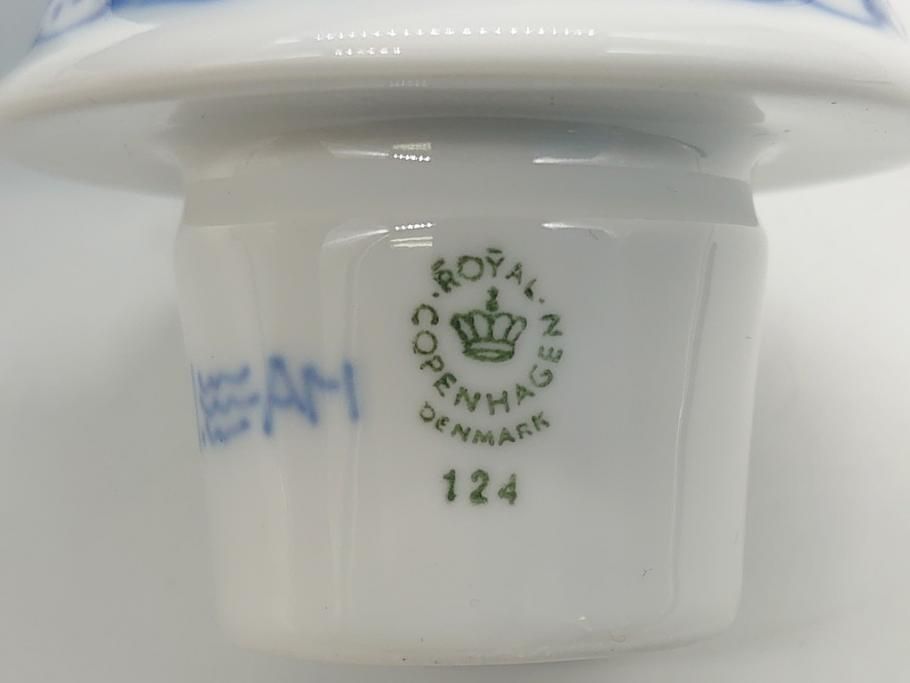 ROYAL
COPENHAGEN
DENMARK
124